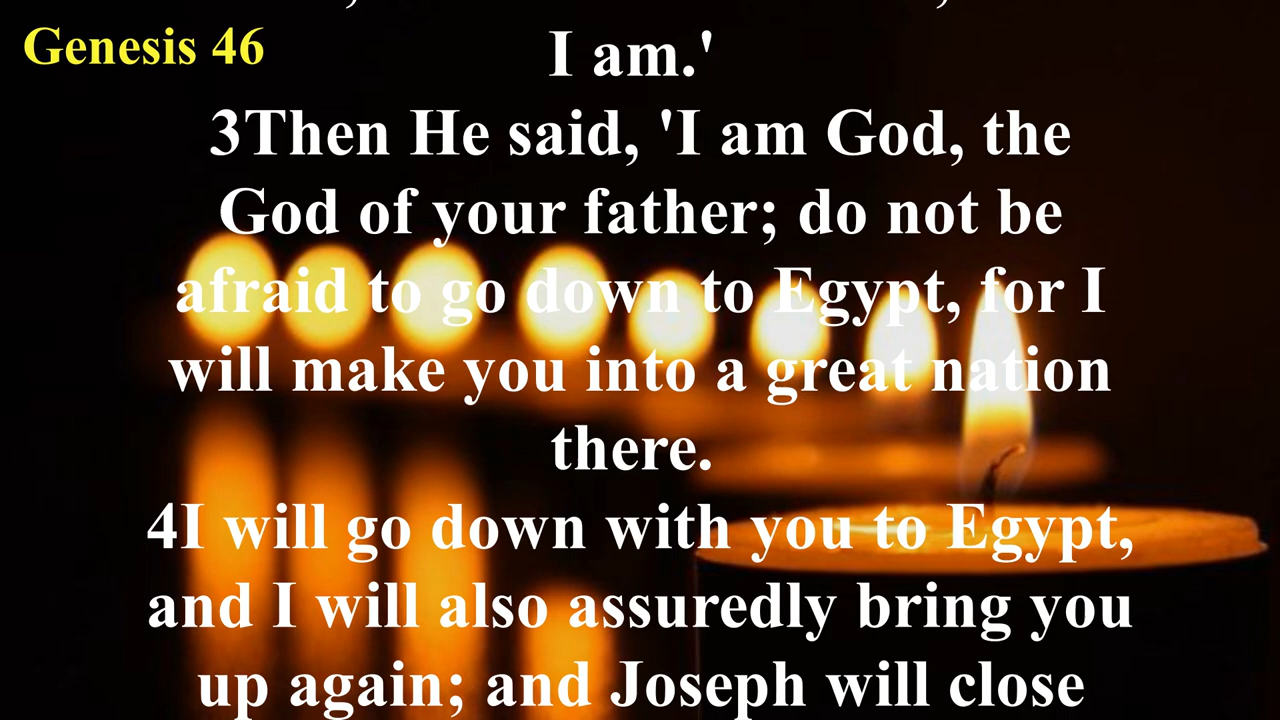 Genesis 46
I am.'
3Then He said, 'I am God, the
God of your father; do not be
afraid to go down to Egypt, for I
will make you into a great nation
there.
4I will go down with you to Egypt,
and I will also assuredly bring you
up again; and Joseph will close